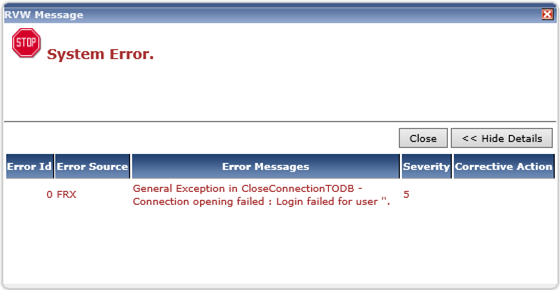 RVW Message
STOP
System Error.
Close
<< Hide Details
Error Id Error Source Error Messages Severity Corrective Action
0 FRX General Exception in CloseConnectionTODB - 5
Connection opening failed : Login failed for user ''.